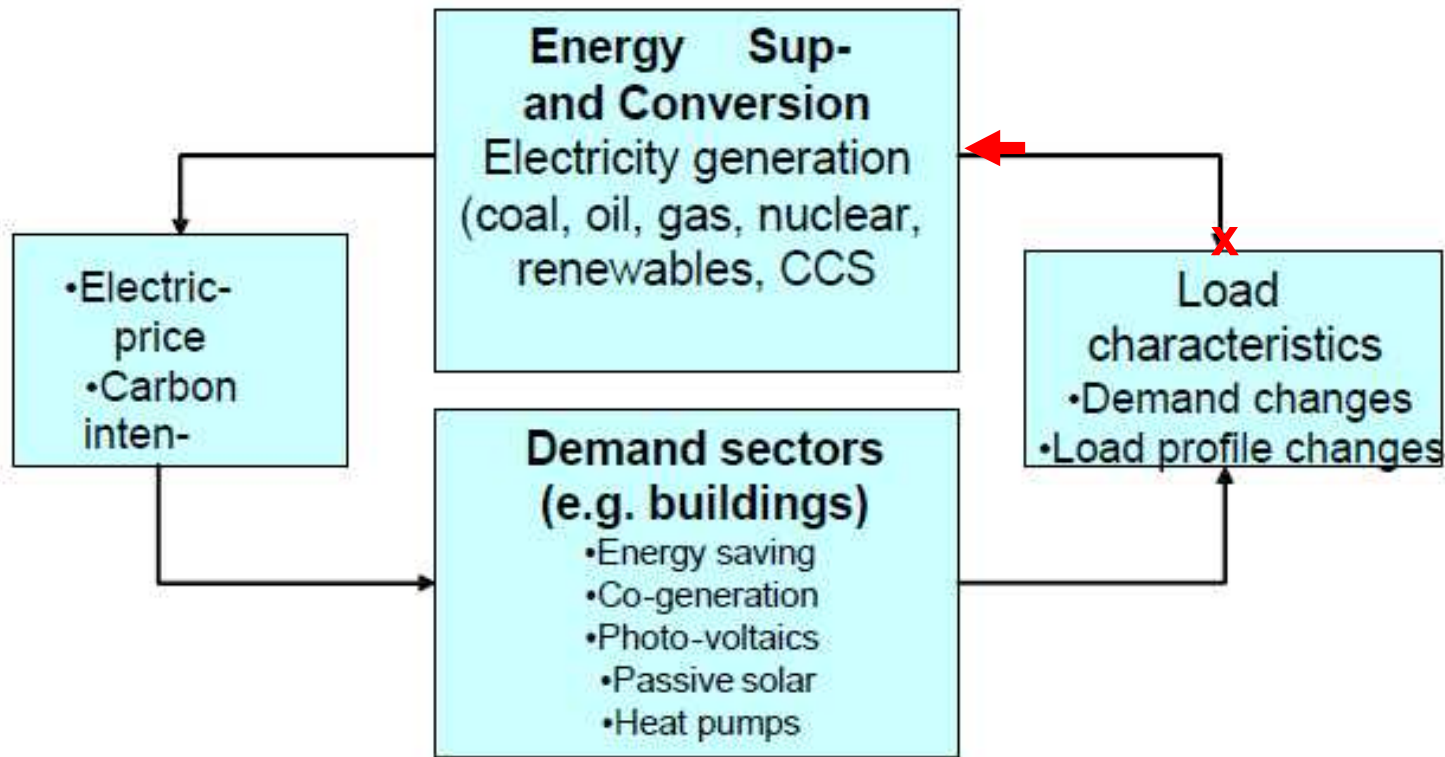 Energy Sup-
and Conversion
Electricity generation
(coal, oil, gas, nuclear,
renewables, CCS
•Electric-
price
•Carbon
inten-
X
Load
characteristics
•Demand changes
•Load profile changes
Demand sectors
(e.g. buildings)
•Energy saving
•Co-generation
•Photo-voltaics
•Passive solar
•Heat pumps